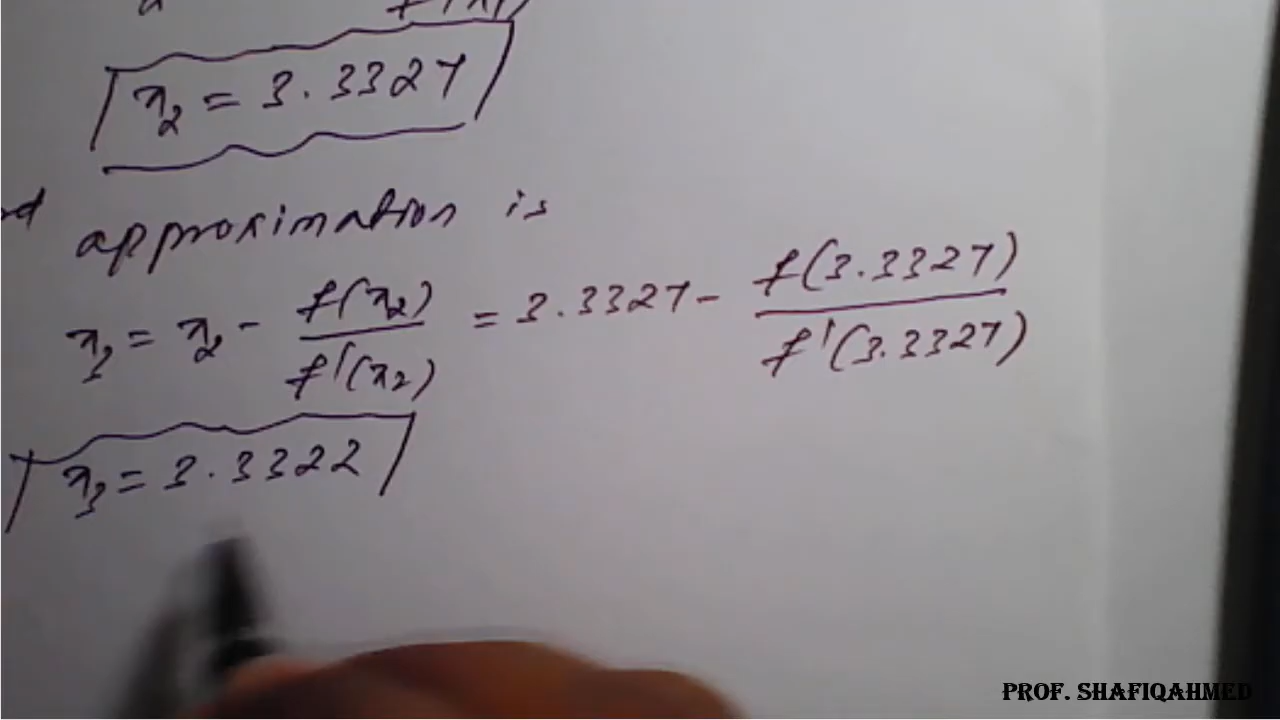 x₂ = 3.3327
approximation is
x₃ = x₂ - f(x₂)/f'(x₂) = 3.3327 - f(3.3327)/f'(3.3327)
x₃ = 3.3322
PROF. SHAFIQAHMED